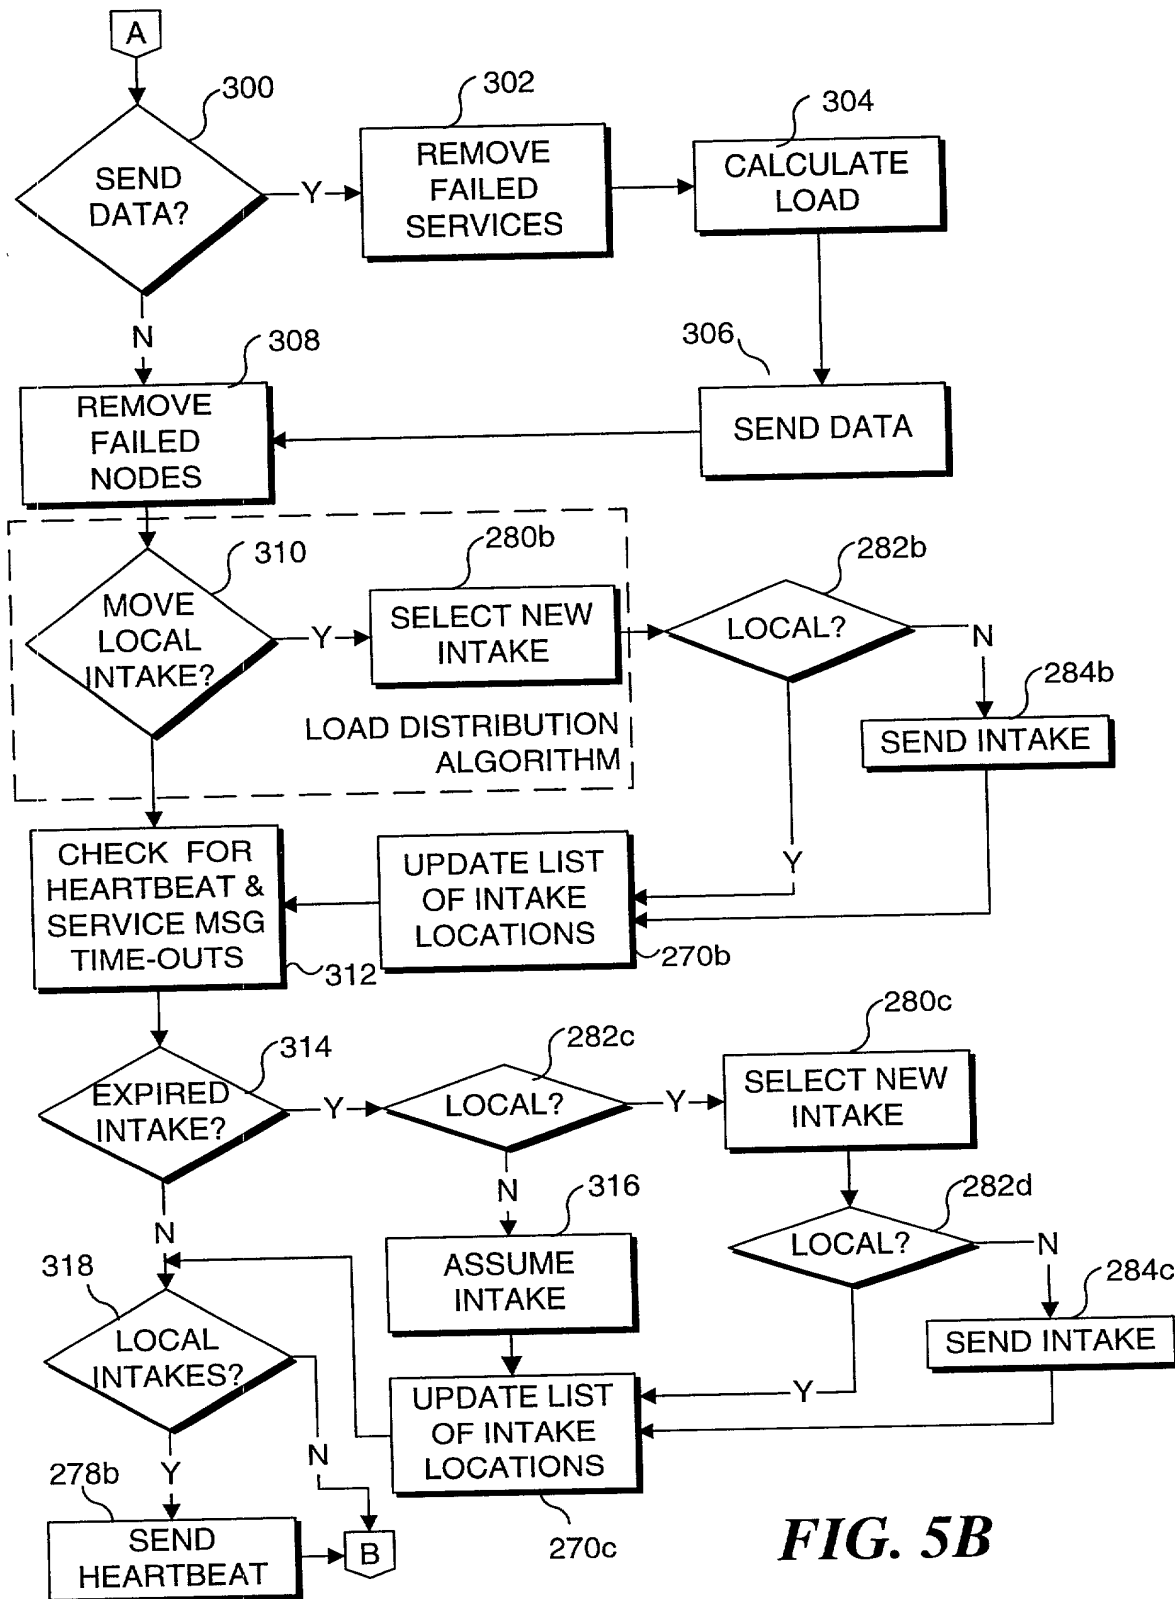 A
300
SEND
DATA?
Y
302
REMOVE
FAILED
SERVICES
304
CALCULATE
LOAD
N
308
REMOVE
FAILED
NODES
306
SEND DATA
310
MOVE
LOCAL
INTAKE?
Y
280b
SELECT NEW
INTAKE
LOAD DISTRIBUTION
ALGORITHM
282b
LOCAL?
N
284b
SEND INTAKE
Y
CHECK FOR
HEARTBEAT &
SERVICE MSG
TIME-OUTS
312
UPDATE LIST
OF INTAKE
LOCATIONS
270b
314
EXPIRED
INTAKE?
Y
282c
LOCAL?
Y
280c
SELECT NEW
INTAKE
N
N
316
ASSUME
INTAKE
282d
LOCAL?
N
284c
SEND INTAKE
Y
318
LOCAL
INTAKES?
UPDATE LIST
OF INTAKE
LOCATIONS
270c
N
Y
278b
SEND
HEARTBEAT
B
FIG. 5B